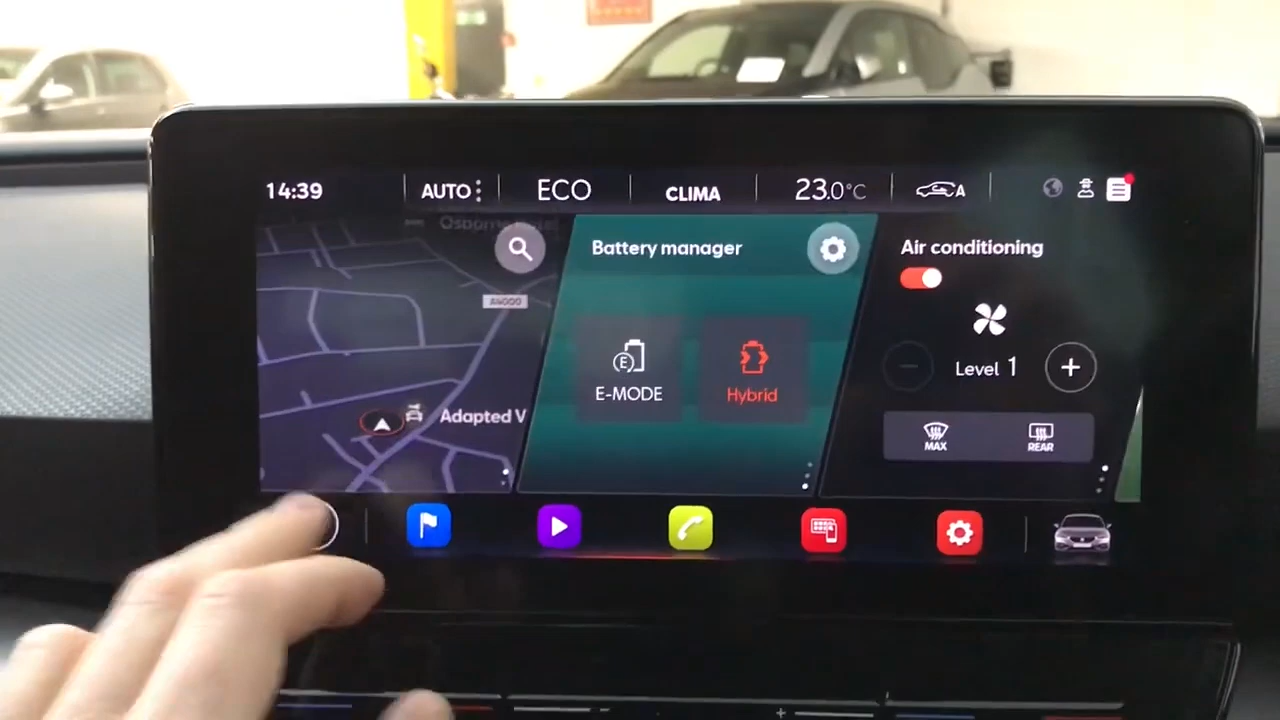 14:39
AUTO
ECO
CLIMA
23.0°C
A
Battery manager
Air conditioning
Level 1
E
E-MODE
Hybrid
Adapted V
MAX
REAR